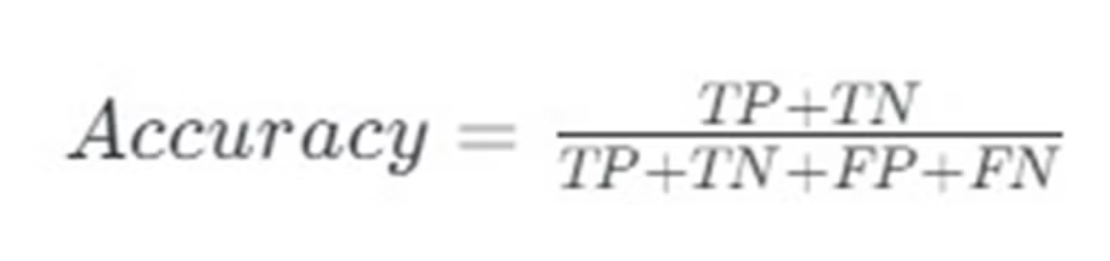 Accuracy = TP+TN / TP+TN+FP+FN